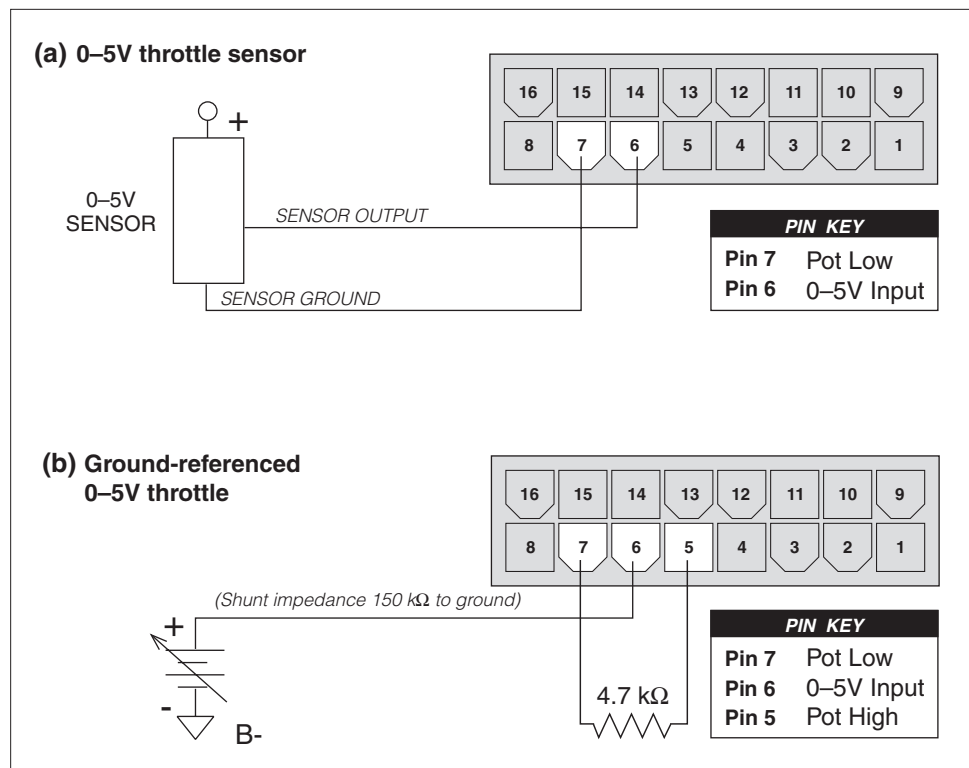 (a) 0–5V throttle sensor
16 15 14 13 12 11 10 9
8 7 6 5 4 3 2 1
+
0–5V
SENSOR
SENSOR OUTPUT
SENSOR GROUND
PIN KEY
Pin 7 Pot Low
Pin 6 0–5V Input
(b) Ground-referenced
0–5V throttle
16 15 14 13 12 11 10 9
8 7 6 5 4 3 2 1
(Shunt impedance 150 kΩ to ground)
+
-
B-
4.7 kΩ
PIN KEY
Pin 7 Pot Low
Pin 6 0–5V Input
Pin 5 Pot High